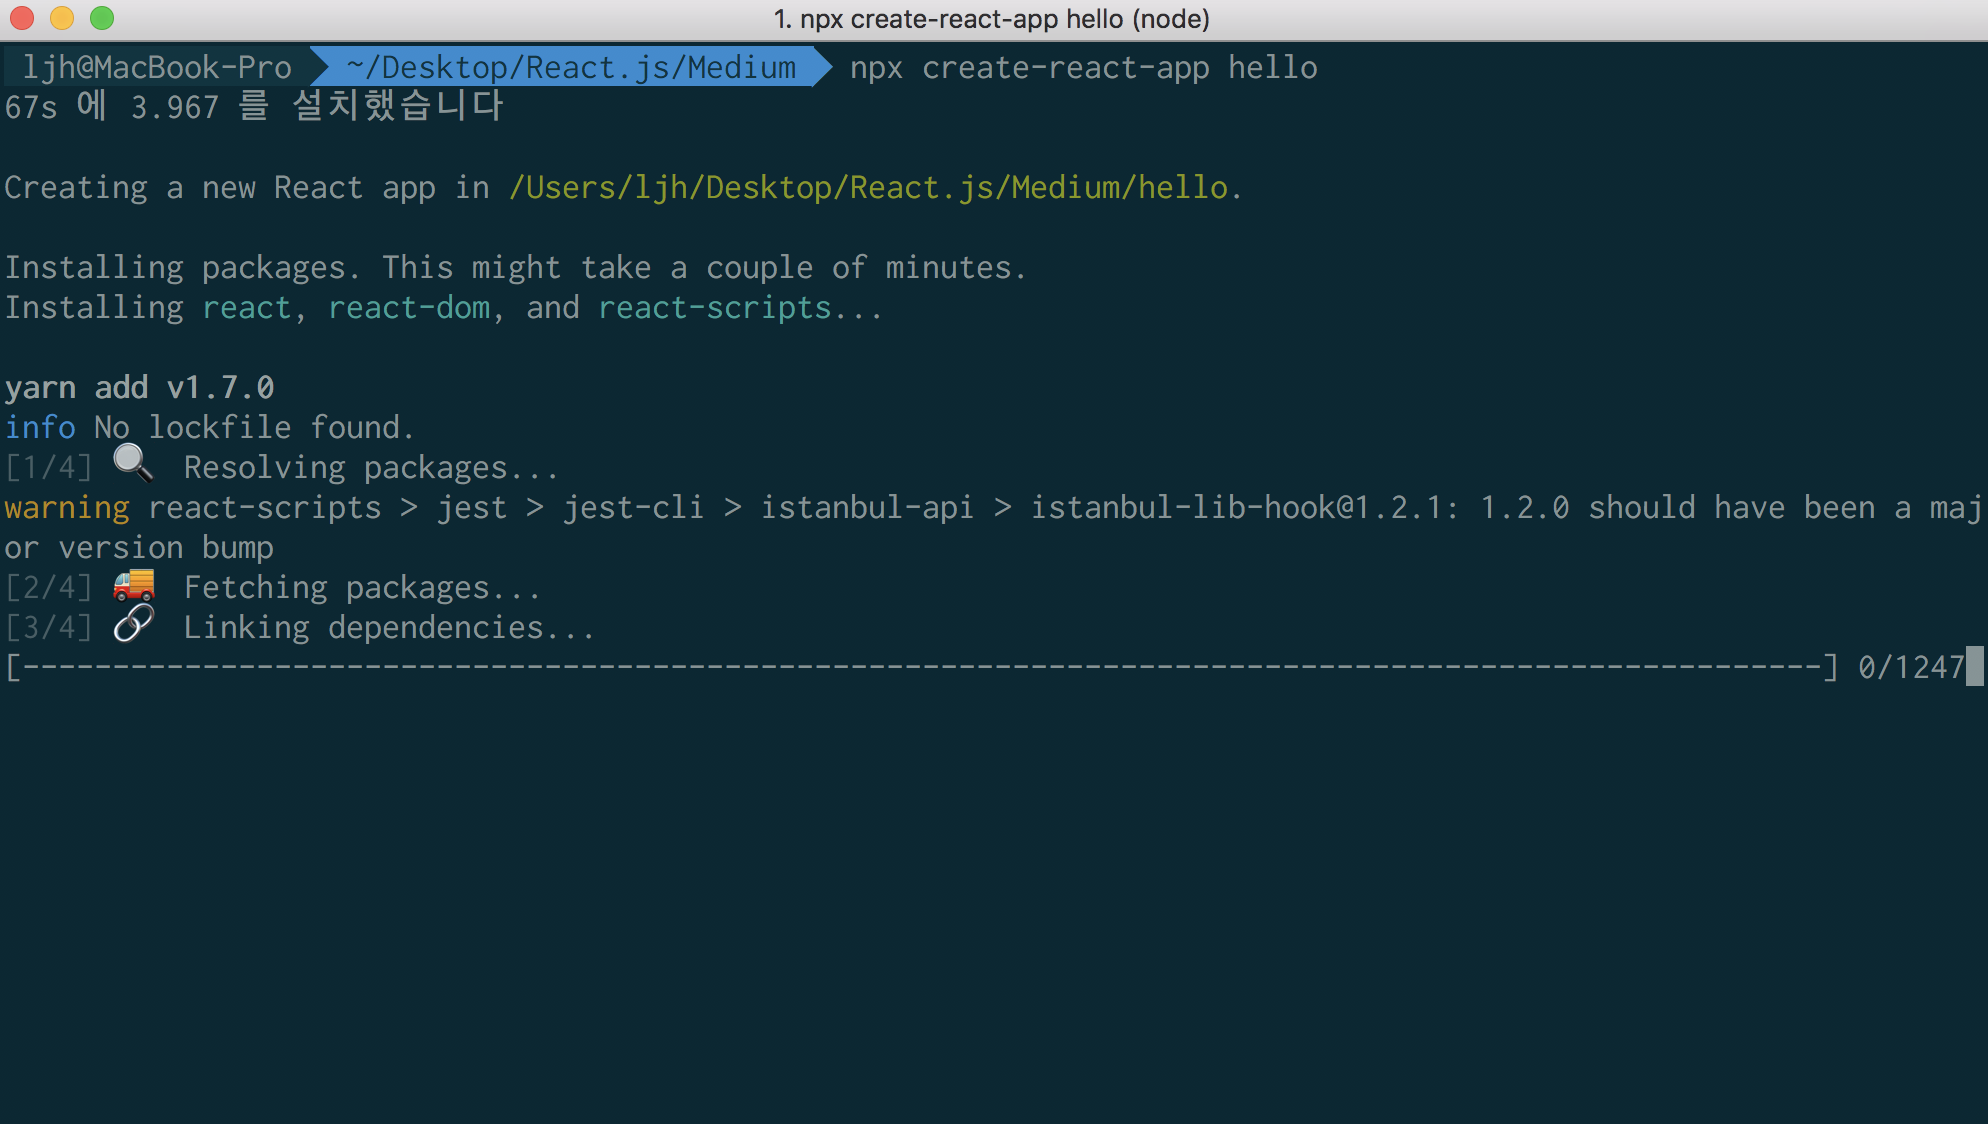 1. npx create-react-app hello (node)
ljh@MacBook-Pro ~/Desktop/React.js/Medium npx create-react-app hello
67s 에 3.967 를 설치했습니다
Creating a new React app in /Users/ljh/Desktop/React.js/Medium/hello.
Installing packages. This might take a couple of minutes.
Installing react, react-dom, and react-scripts...
yarn add v1.7.0
info No lockfile found.
[1/4] 🔍 Resolving packages...
warning react-scripts > jest > jest-cli > istanbul-api > istanbul-lib-hook@1.2.1: 1.2.0 should have been a maj
or version bump
[2/4] 🚚 Fetching packages...
[3/4] 🔗 Linking dependencies...
[----------------------------------------------------------------------------------------------------] 0/1247